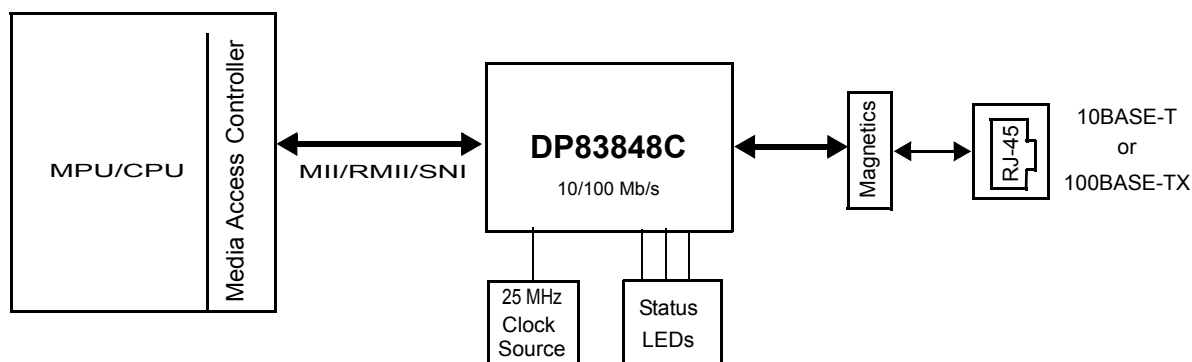 MPU/CPU
Media Access Controller
MII/RMII/SNI
DP83848C
10/100 Mb/s
Magnetics
RJ-45
10BASE-T
or
100BASE-TX
25 MHz
Clock
Source
Status
LEDs